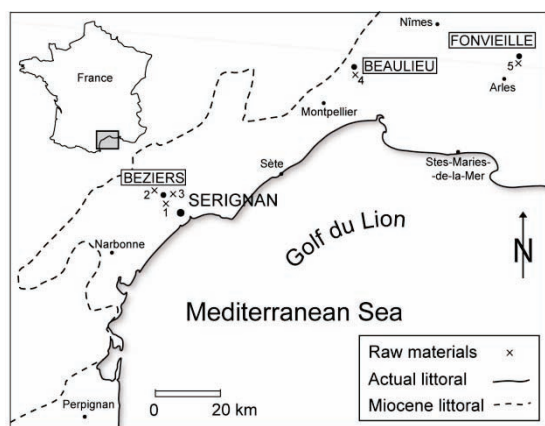 France
Nîmes
FONVIEILLE
BEAULIEU
5
4
Arles
Montpellier
Stes-Maries-
-de-la-Mer
Sète
BEZIERS
2
3
SERIGNAN
1
Golf du Lion
N
Narbonne
Mediterranean Sea
Raw materials
Actual littoral
Miocene littoral
0
20 km
Perpignan